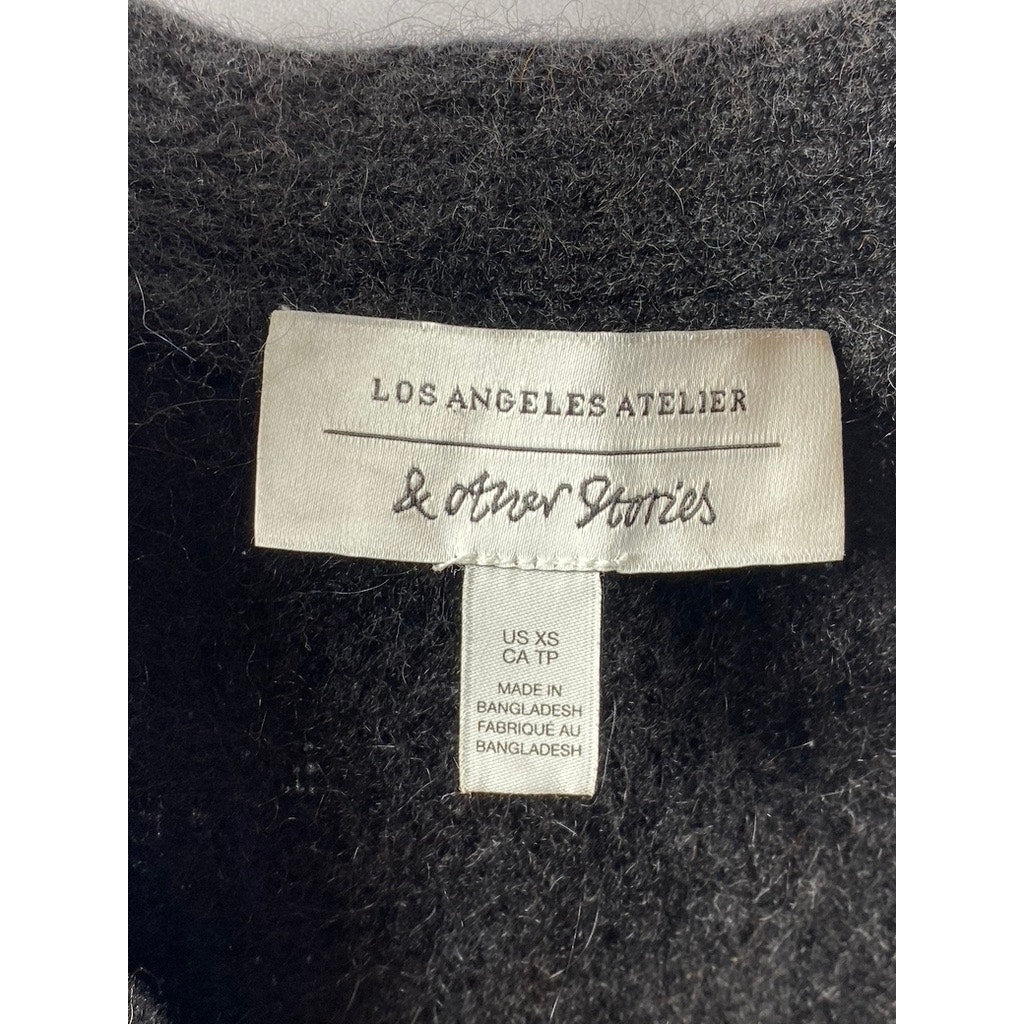 LOS ANGELES ATELIER
& Other Stories
US XS
CA TP
MADE IN
BANGLADESH
FABRIQUÉ AU
BANGLADESH